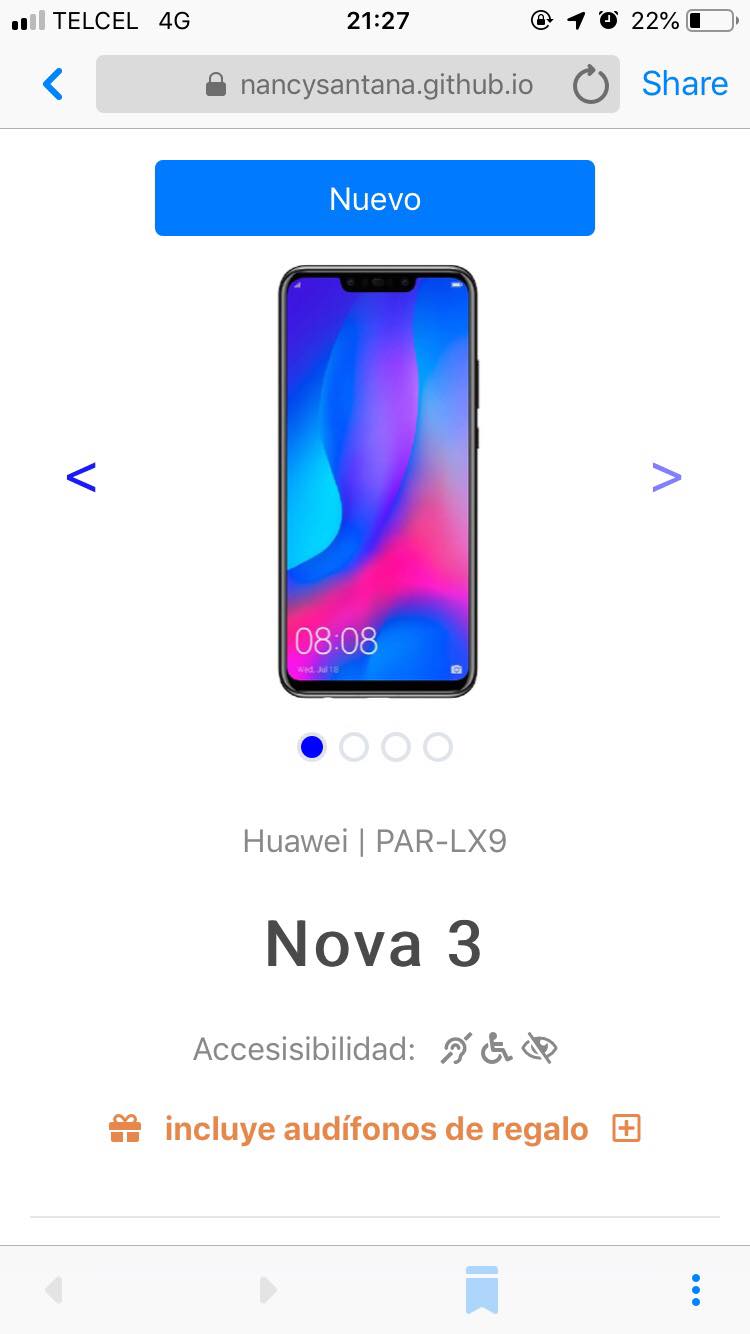 TELCEL 4G 21:27 22%
nancysantana.github.io Share
Nuevo
< >
08:08
Wed, Jul 18
Huawei | PAR-LX9
Nova 3
Accesisibilidad:
incluye audífonos de regalo